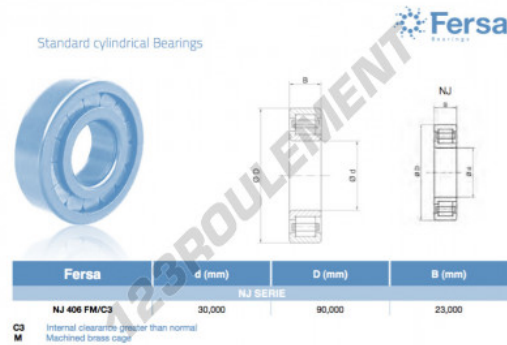 Fersa
Bearings
Standard cylindrical Bearings
B
Ø D
Ø d
NJ
B
Ø D
Ø d
123ROULEMENT
Fersa d (mm) D (mm) B (mm)
NJ SERIE
NJ 406 FM/C3 30,000 90,000 23,000
C3 Internal clearance greater than normal
M Machined brass cage